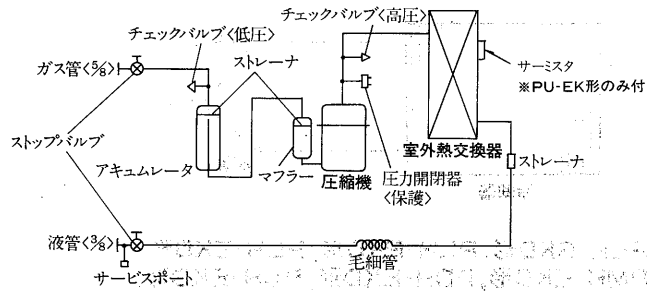 チェックバルブ〈低圧〉
チェックバルブ〈高圧〉
ガス管〈5/8〉
ストレーナ
サーミスタ
※PU-EK形のみ付
ストップバルブ
アキュムレータ
マフラー
圧縮機
圧力開閉器
〈保護〉
室外熱交換器
ストレーナ
液管〈3/8〉
サービスポート
毛細管